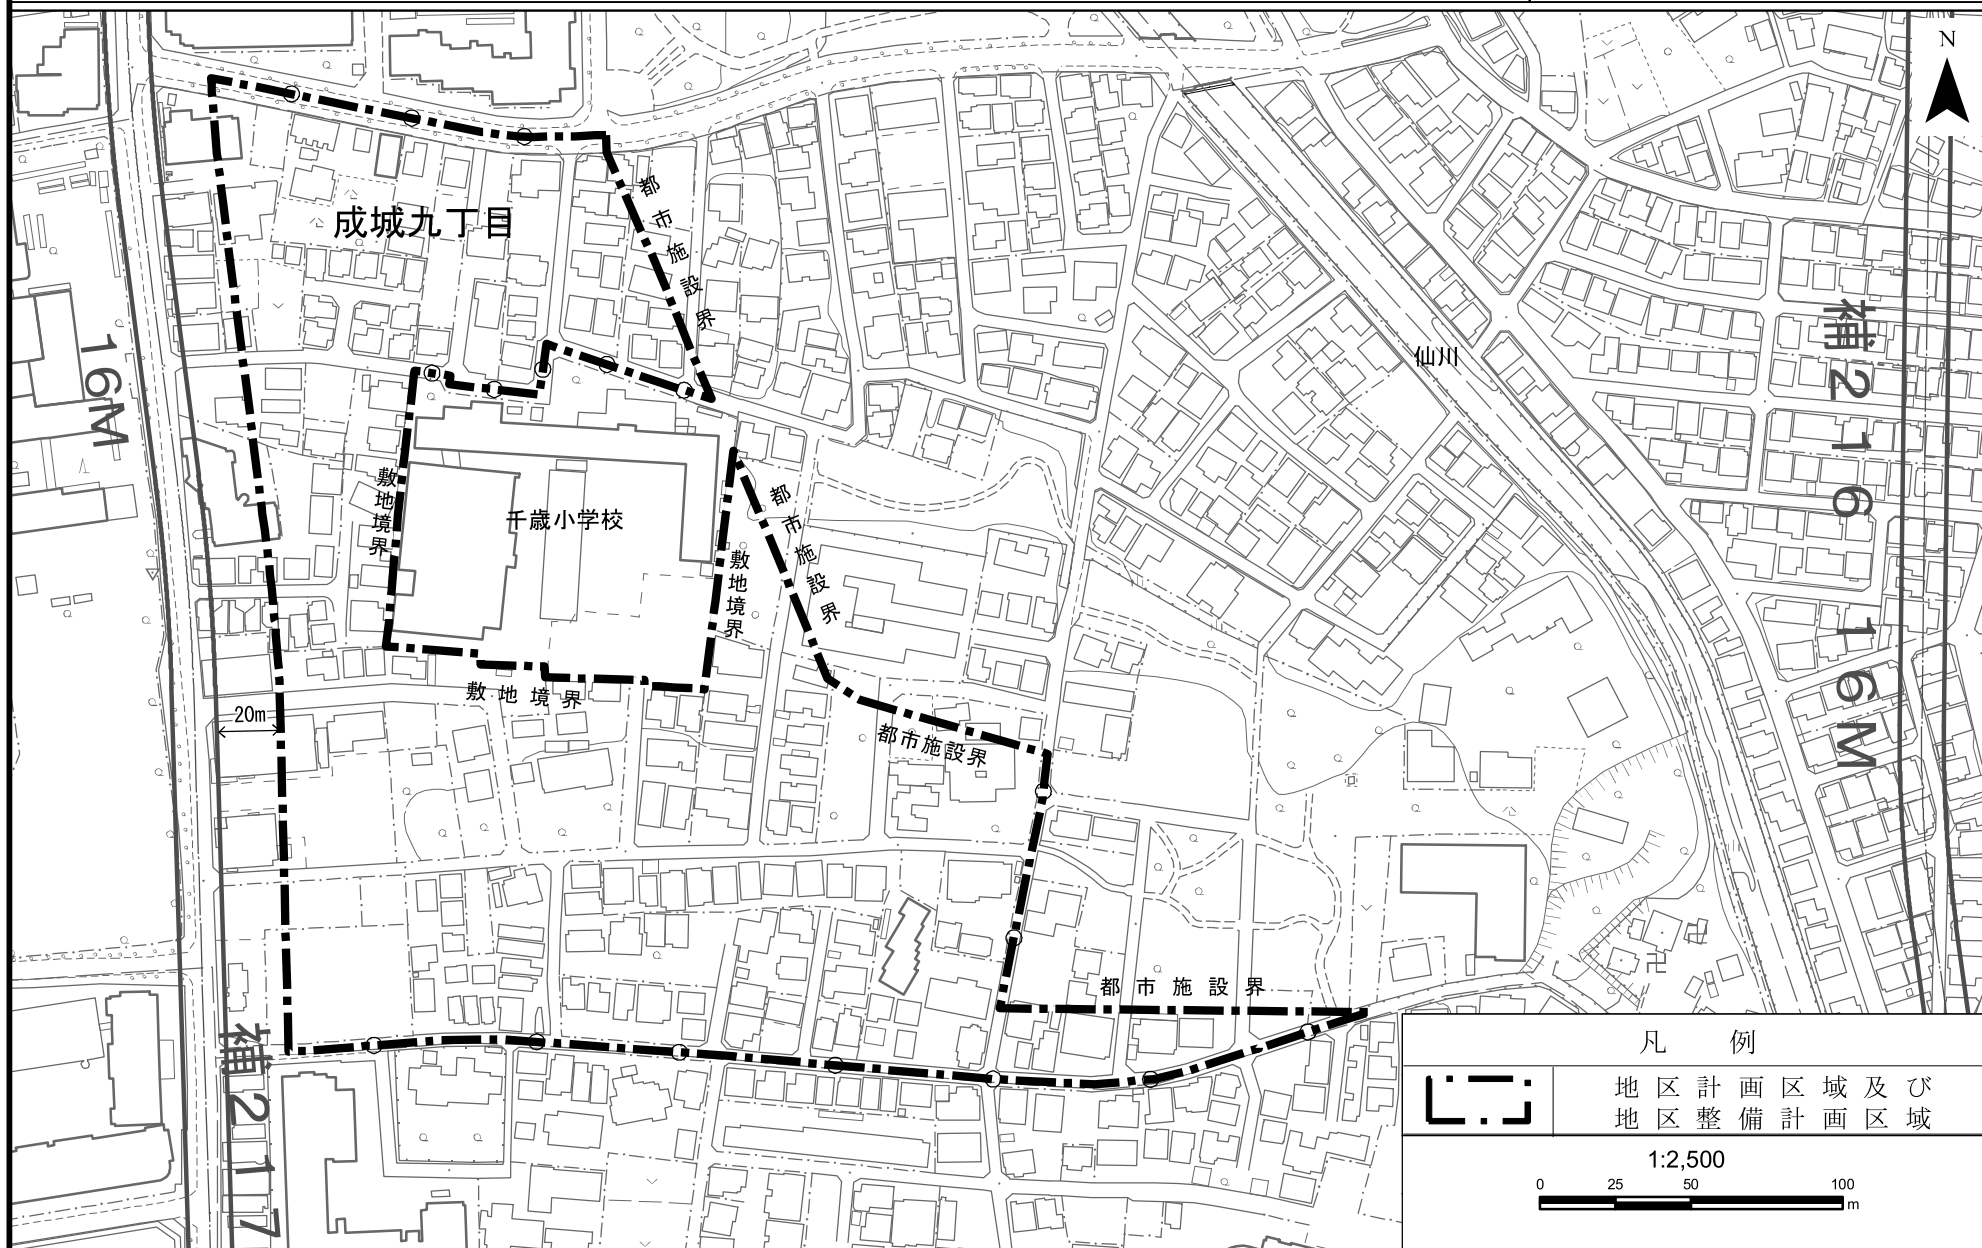 N
成城九丁目
都市施設界
16M
仙川
補216 16M
敷地境界
千歳小学校
都市施設界
敷地境界
敷地境界
20m
都市施設界
都市施設界
補217
凡例
地区計画区域及び
地区整備計画区域
1:2,500
0 25 50 100
m